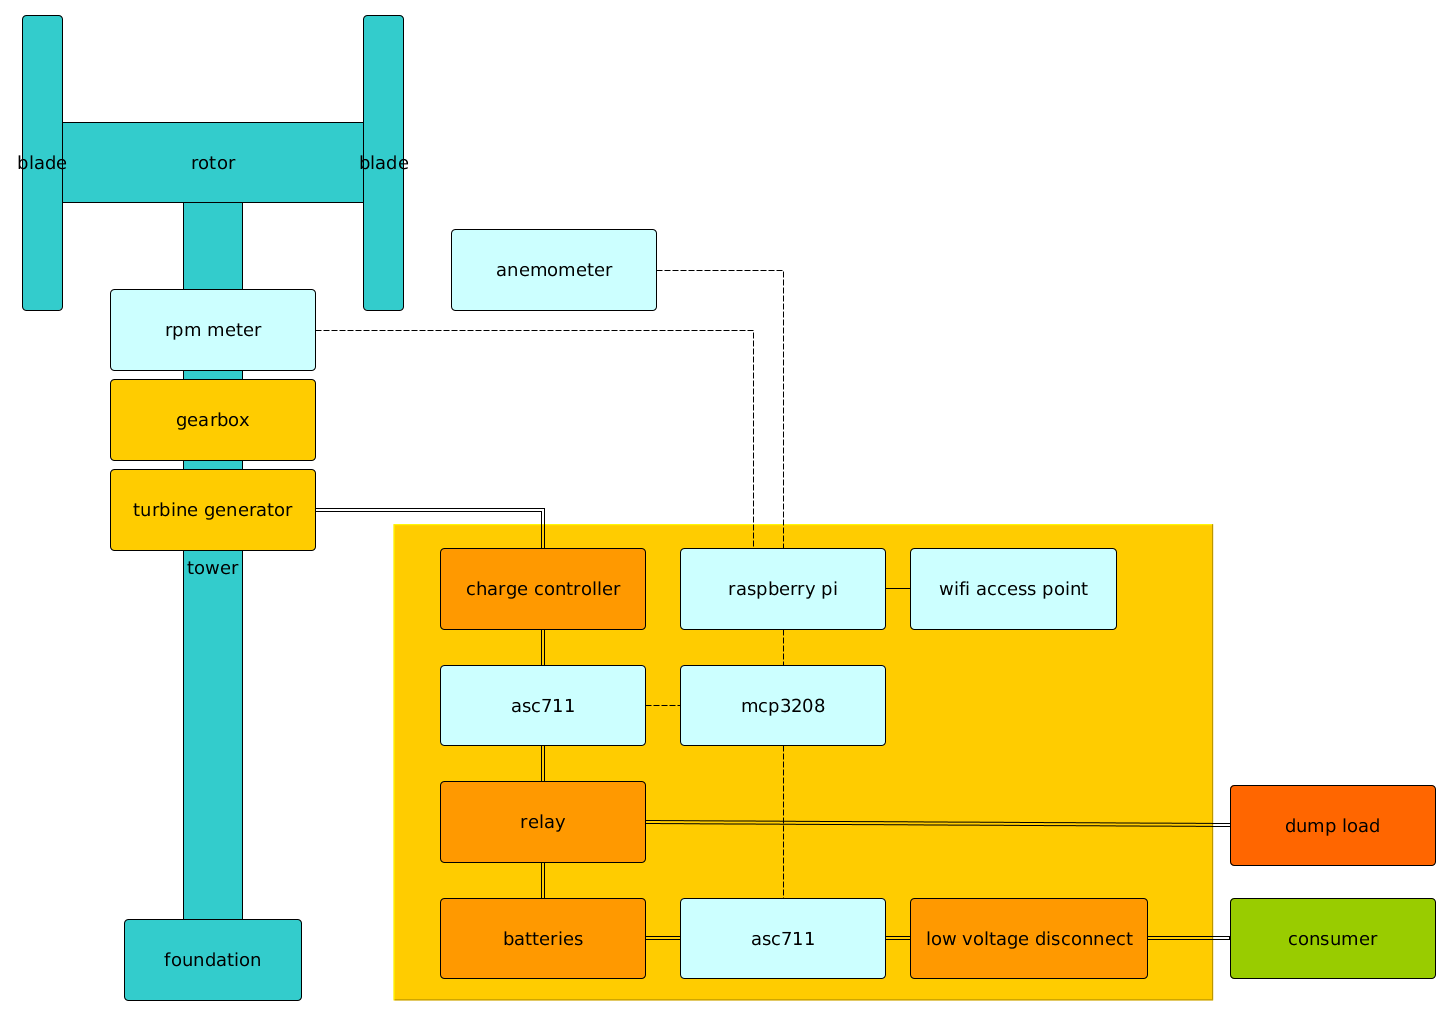 blade
rotor
blade
anemometer
rpm meter
gearbox
turbine generator
tower
charge controller
raspberry pi
wifi access point
asc711
mcp3208
relay
dump load
batteries
asc711
low voltage disconnect
consumer
foundation